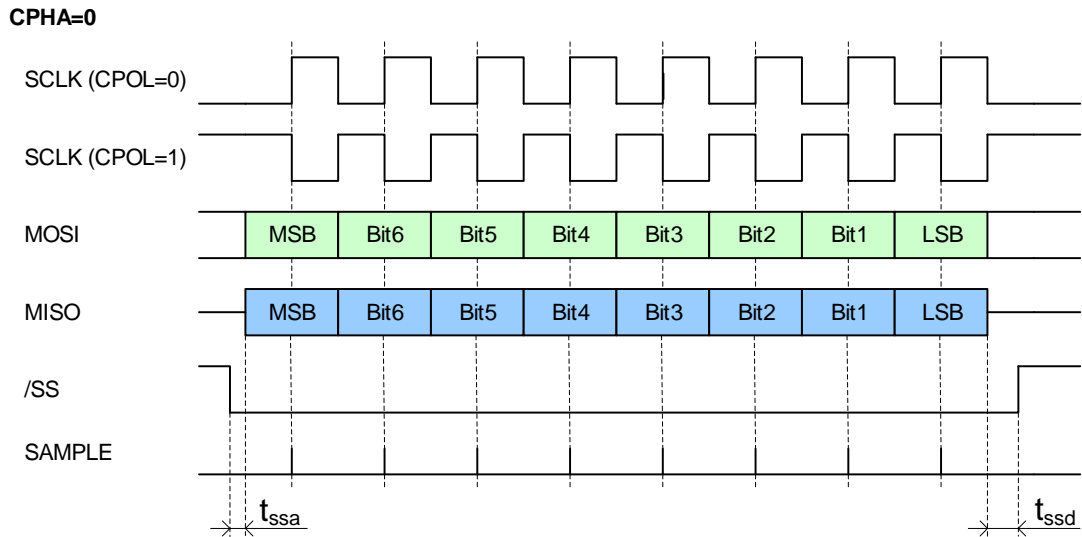 CPHA=0
SCLK (CPOL=0)
SCLK (CPOL=1)
MOSI MSB Bit6 Bit5 Bit4 Bit3 Bit2 Bit1 LSB
MISO MSB Bit6 Bit5 Bit4 Bit3 Bit2 Bit1 LSB
/SS
SAMPLE
tssa tssd